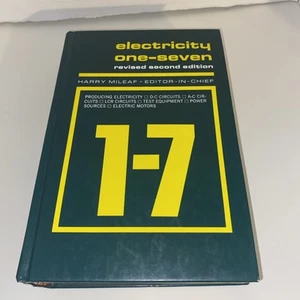 electricity
one-seven
revised second edition
HARRY MILEAF - EDITOR-IN-CHIEF
PRODUCING ELECTRICITY □ D-C CIRCUITS □ A-C CIR-
CUITS □ LCR CIRCUITS □ TEST EQUIPMENT □ POWER
SOURCES □ ELECTRIC MOTORS
1-7